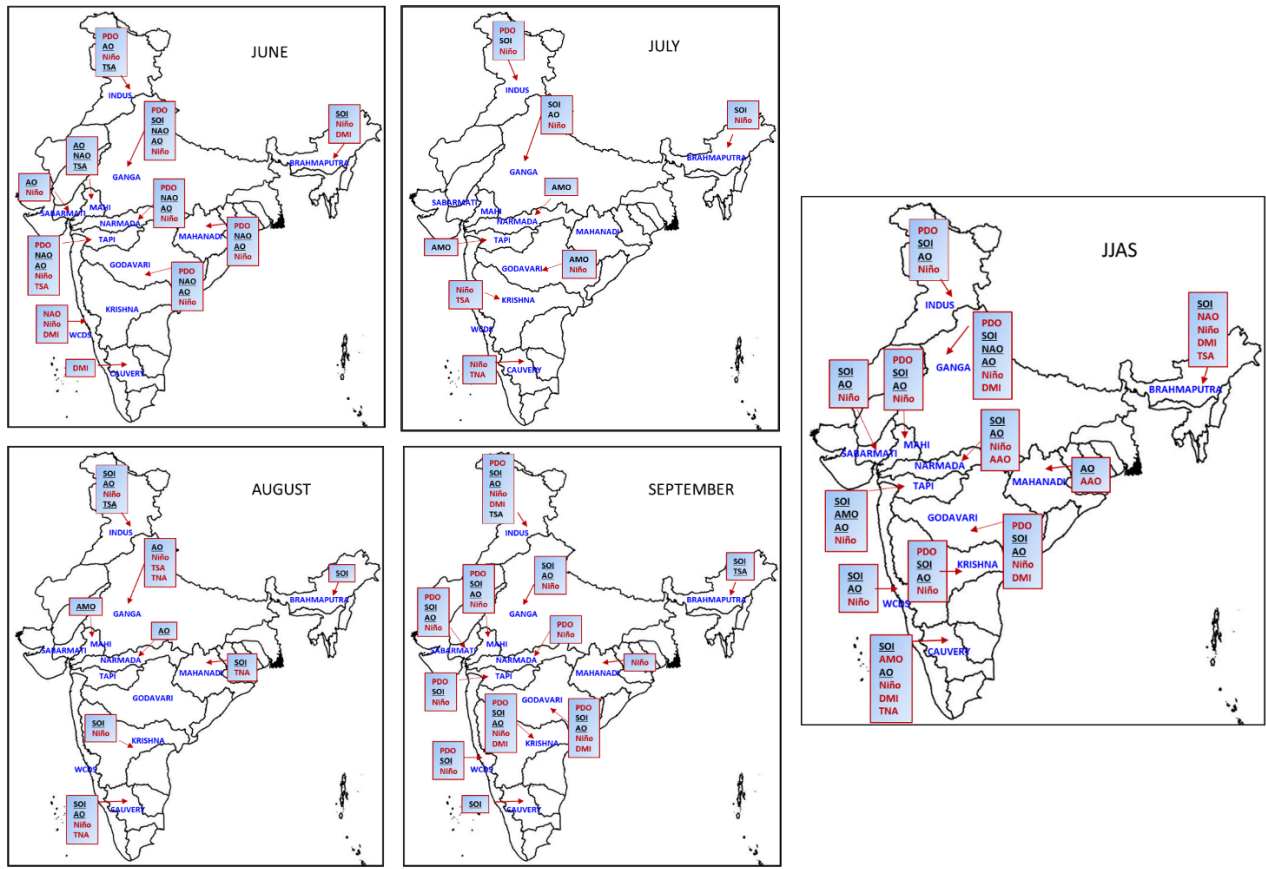 JUNE
PDO
AO
Niño
TSA
INDUS
PDO
SOI
NAO
AO
Niño
GANGA
SOI
Niño
DMI
BRAHMAPUTRA
AO
NAO
TSA
MAHI
AO
Niño
SABARMATI
PDO
NAO
AO
Niño
NARMADA
PDO
NAO
AO
Niño
MAHANADI
PDO
NAO
AO
Niño
TSA
TAPI
PDO
NAO
AO
Niño
GODAVARI
KRISHNA
NAO
Niño
DMI
WCDS
DMI
CAUVERY
JULY
PDO
SOI
Niño
INDUS
SOI
AO
Niño
GANGA
SOI
Niño
BRAHMAPUTRA
SABARMATI
MAHI
AMO
NARMADA
MAHANADI
AMO
TAPI
AMO
Niño
GODAVARI
Niño
TSA
KRISHNA
WCDS
Niño
TNA
CAUVERY
AUGUST
SOI
AO
Niño
TSA
INDUS
AO
Niño
TSA
TNA
GANGA
SOI
BRAHMAPUTRA
AMO
MAHI
SABARMATI
AO
NARMADA
SOI
TNA
MAHANADI
TAPI
GODAVARI
SOI
Niño
KRISHNA
WCDS
SOI
AO
Niño
TNA
CAUVERY
SEPTEMBER
PDO
SOI
AO
Niño
DMI
TSA
INDUS
SOI
AO
Niño
GANGA
SOI
TSA
BRAHMAPUTRA
PDO
SOI
AO
Niño
MAHI
PDO
SOI
AO
Niño
SABARMATI
PDO
Niño
NARMADA
Niño
MAHANADI
PDO
SOI
Niño
TAPI
PDO
SOI
AO
Niño
DMI
GODAVARI
PDO
SOI
AO
Niño
DMI
KRISHNA
PDO
SOI
Niño
WCDS
SOI
CAUVERY
JJAS
PDO
SOI
AO
Niño
INDUS
PDO
SOI
NAO
AO
Niño
DMI
GANGA
SOI
NAO
Niño
DMI
TSA
BRAHMAPUTRA
PDO
SOI
AO
Niño
MAHI
SOI
AO
Niño
SABARMATI
SOI
AO
Niño
AAO
NARMADA
AO
AAO
MAHANADI
SOI
AMO
AO
Niño
TAPI
PDO
SOI
AO
Niño
DMI
GODAVARI
PDO
SOI
AO
Niño
KRISHNA
SOI
AO
Niño
WCDS
SOI
AMO
AO
Niño
DMI
TNA
CAUVERY